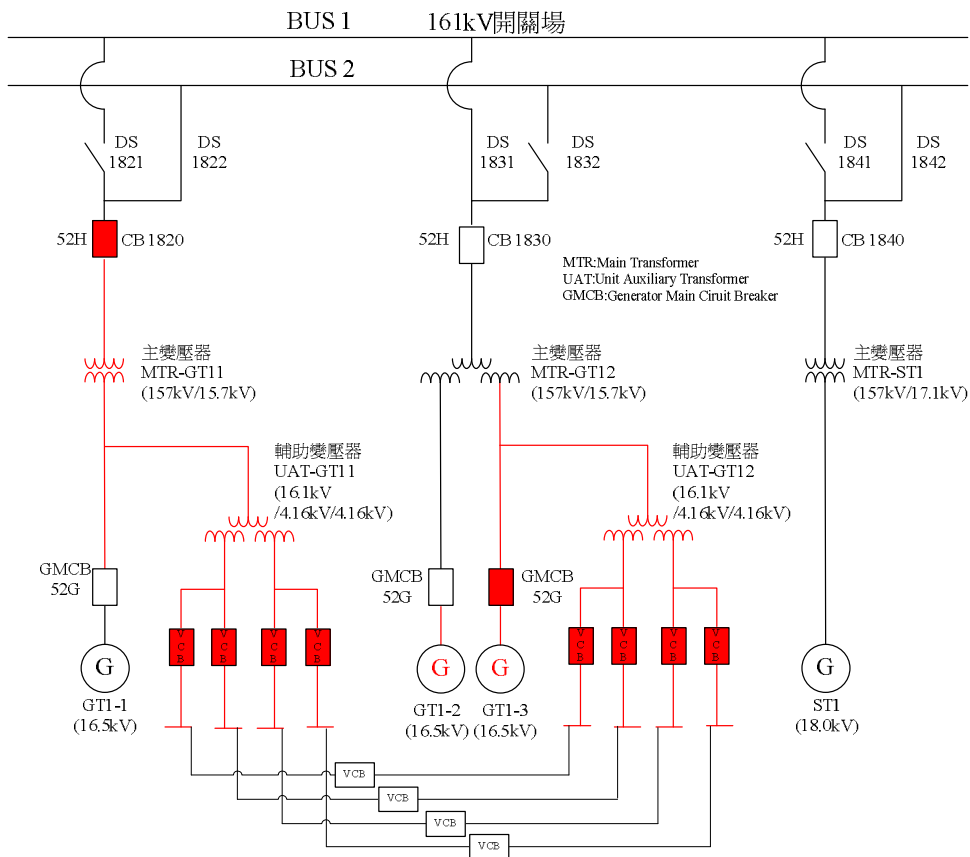 BUS 1
161kV開關場
BUS 2
DS
1821
DS
1822
DS
1831
DS
1832
DS
1841
DS
1842
52H
CB 1820
52H
CB 1830
52H
CB 1840
MTR:Main Transformer
UAT:Unit Auxiliary Transformer
GMCB:Generator Main Ciruit Breaker
主變壓器
MTR-GT11
(157kV/15.7kV)
主變壓器
MTR-GT12
(157kV/15.7kV)
主變壓器
MTR-ST1
(157kV/17.1kV)
輔助變壓器
UAT-GT11
(16.1kV
/4.16kV/4.16kV)
輔助變壓器
UAT-GT12
(16.1kV
/4.16kV/4.16kV)
GMCB
52G
GMCB
52G
GMCB
52G
VCB
VCB
VCB
VCB
VCB
VCB
VCB
VCB
G
GT1-1
(16.5kV)
G
GT1-2
(16.5kV)
G
GT1-3
(16.5kV)
G
ST1
(18.0kV)
VCB
VCB
VCB
VCB